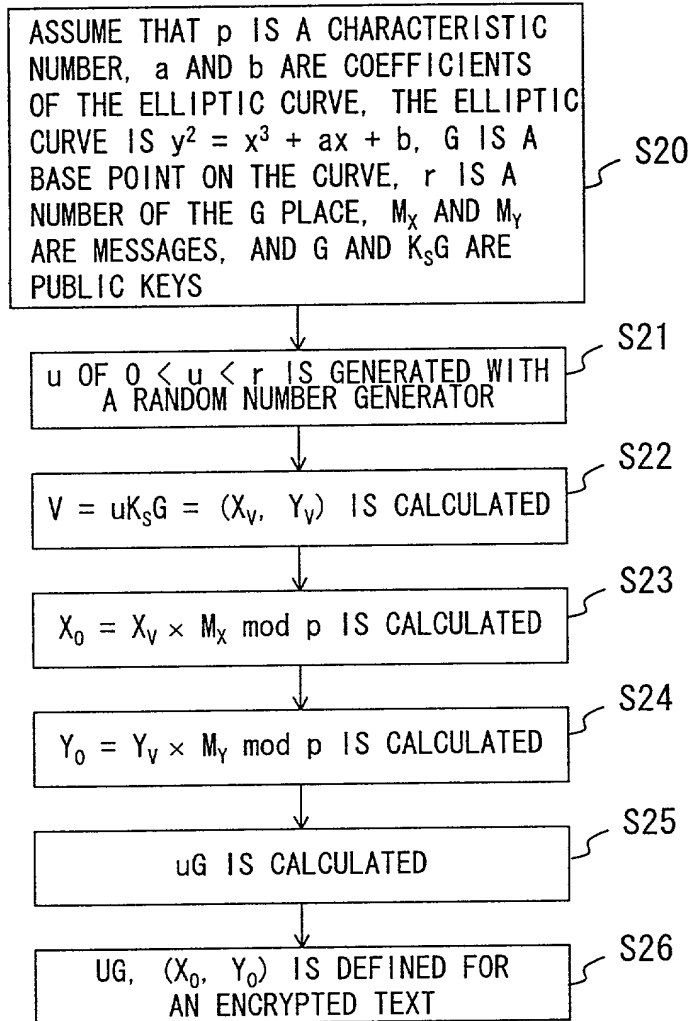 ASSUME THAT p IS A CHARACTERISTIC
NUMBER, a AND b ARE COEFFICIENTS
OF THE ELLIPTIC CURVE, THE ELLIPTIC
CURVE IS y² = x³ + ax + b, G IS A
BASE POINT ON THE CURVE, r IS A
NUMBER OF THE G PLACE, Mₓ AND Mᵧ
ARE MESSAGES, AND G AND KₛG ARE
PUBLIC KEYS
S20
S21
u OF 0 < u < r IS GENERATED WITH
A RANDOM NUMBER GENERATOR
S22
V = uKₛG = (Xᵥ, Yᵥ) IS CALCULATED
S23
X₀ = Xᵥ × Mₓ mod p IS CALCULATED
S24
Y₀ = Yᵥ × Mᵧ mod p IS CALCULATED
S25
uG IS CALCULATED
S26
UG, (X₀, Y₀) IS DEFINED FOR
AN ENCRYPTED TEXT